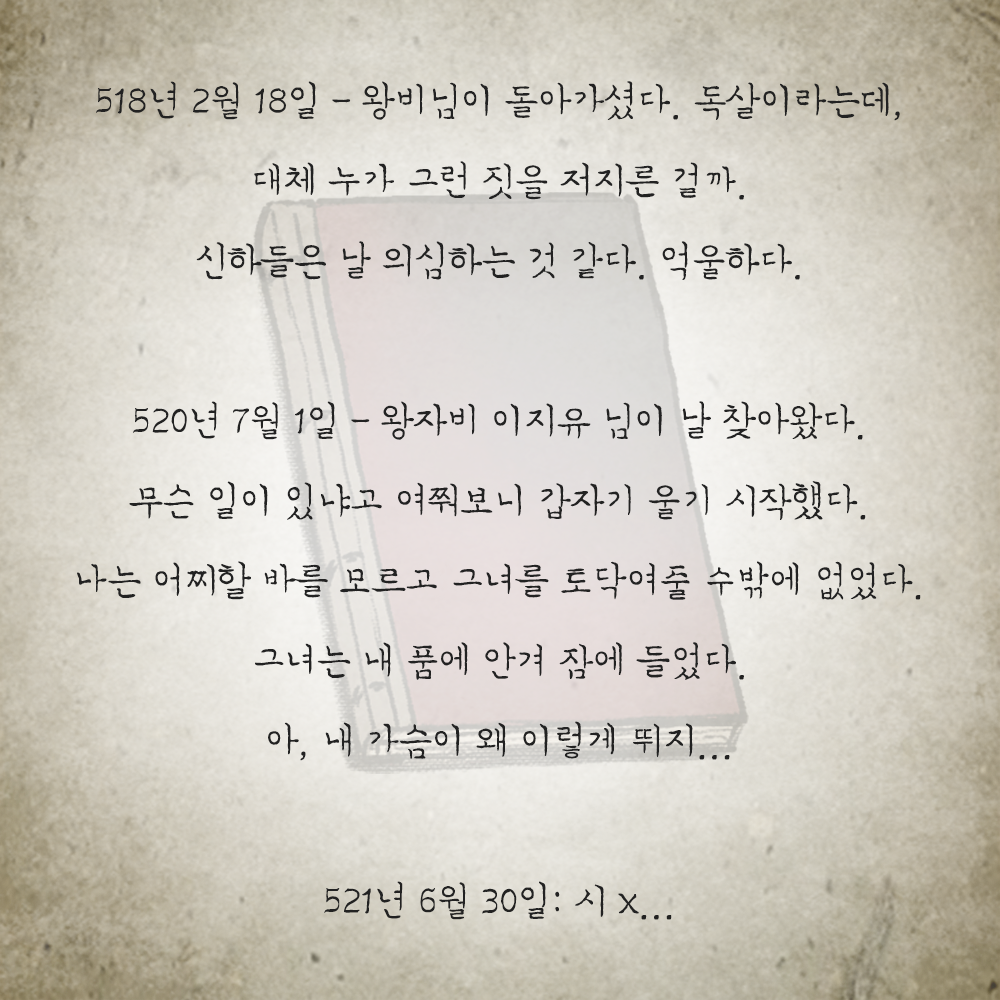 518년 2월 18일 - 왕비님이 돌아가셨다. 독살이라는데,
대체 누가 그런 짓을 저지른 걸까.
신하들은 날 의심하는 것 같다. 억울하다.
520년 7월 1일 - 왕자비 이지유 님이 날 찾아왔다.
무슨 일이 있냐고 여쭤보니 갑자기 울기 시작했다.
나는 어찌할 바를 모르고 그녀를 토닥여줄 수밖에 없었다.
그녀는 내 품에 안겨 잠에 들었다.
아, 내 가슴이 왜 이렇게 뛰지...
521년 6월 30일: 시 x...